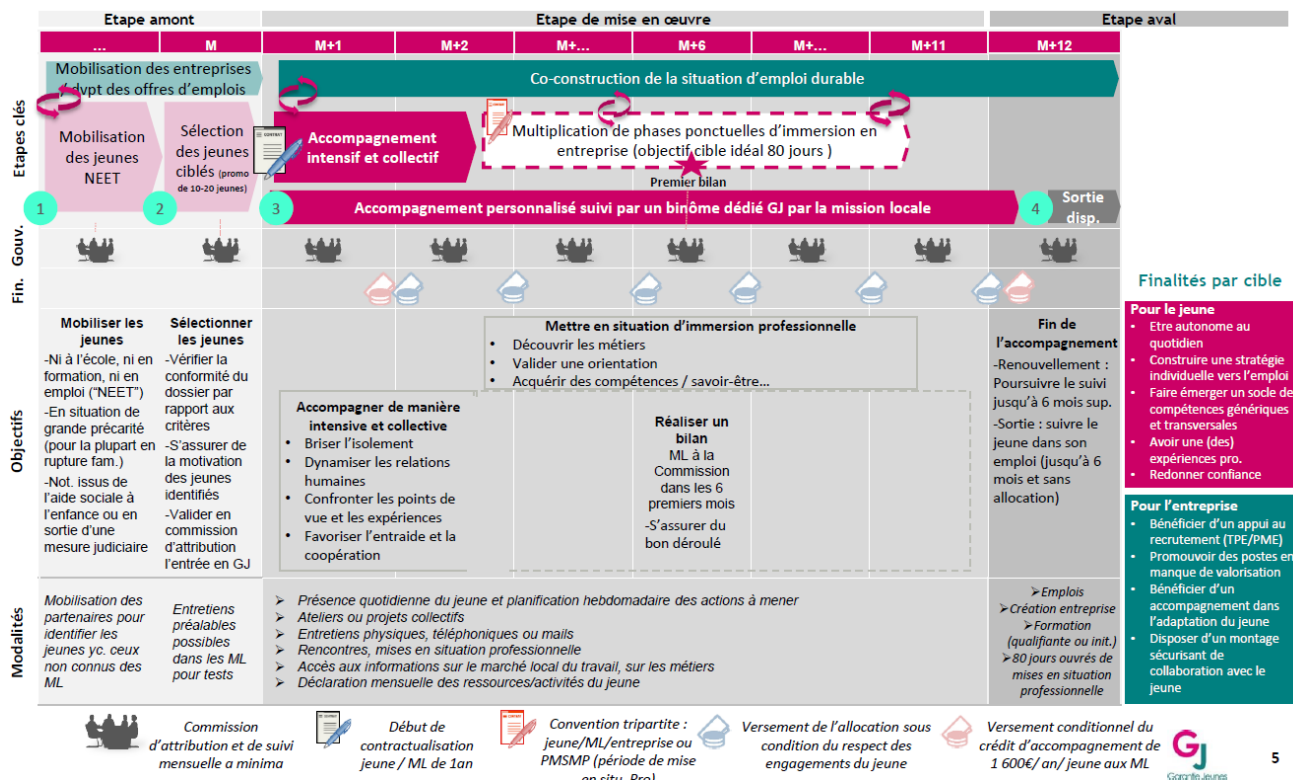 Etape amont
Etape de mise en œuvre
Etape aval
...
M
M+1
M+2
M+...
M+6
M+...
M+11
M+12
Etapes clés
Mobilisation des entreprises
/ dvpt des offres d'emplois
Co-construction de la situation d'emploi durable
Mobilisation
des jeunes
NEET
Sélection
des jeunes
ciblés (promo
de 10-20 jeunes)
Accompagnement
intensif et collectif
Multiplication de phases ponctuelles d'immersion en
entreprise (objectif cible idéal 80 jours )
Premier bilan
1
2
3
Accompagnement personnalisé suivi par un binôme dédié GJ par la mission locale
4
Sortie
disp.
Gouv.
Fin.
Objectifs
Mobiliser les
jeunes
-Ni à l'école, ni en
formation, ni en
emploi ("NEET")
-En situation de
grande précarité
(pour la plupart en
rupture fam.)
-Not. issus de
l'aide sociale à
l'enfance ou en
sortie d'une
mesure judiciaire
Sélectionner
les jeunes
-Vérifier la
conformité du
dossier par
rapport aux
critères
-S'assurer de
la motivation
des jeunes
identifiés
-Valider en
commission
d'attribution
l'entrée en GJ
Mettre en situation d'immersion professionnelle
• Découvrir les métiers
• Valider une orientation
• Acquérir des compétences / savoir-être...
Accompagner de manière
intensive et collective
• Briser l'isolement
• Dynamiser les relations
humaines
• Confronter les points de
vue et les expériences
• Favoriser l'entraide et la
coopération
Réaliser un
bilan
ML à la
Commission
dans les 6
premiers mois
-S'assurer du
bon déroulé
Fin de
l'accompagnement
-Renouvellement :
Poursuivre le suivi
jusqu'à 6 mois sup.
-Sortie : suivre le
jeune dans son
emploi (jusqu'à 6
mois et sans
allocation)
Modalités
Mobilisation des
partenaires pour
identifier les
jeunes yc. ceux
non connus des
ML
Entretiens
préalables
possibles
dans les ML
pour tests
➢ Présence quotidienne du jeune et planification hebdomadaire des actions à mener
➢ Ateliers ou projets collectifs
➢ Entretiens physiques, téléphoniques ou mails
➢ Rencontres, mises en situation professionnelle
➢ Accès aux informations sur le marché local du travail, sur les métiers
➢ Déclaration mensuelle des ressources/activités du jeune
➢Emplois
➢Création entreprise
➢Formation
(qualifiante ou init.)
➢80 jours ouvrés de
mises en situation
professionnelle
Finalités par cible
Pour le jeune
• Etre autonome au
quotidien
• Construire une stratégie
individuelle vers l'emploi
• Faire émerger un socle de
compétences génériques
et transversales
• Avoir une (des)
expériences pro.
• Redonner confiance
Pour l'entreprise
• Bénéficier d'un appui au
recrutement (TPE/PME)
• Promouvoir des postes en
manque de valorisation
• Bénéficier d'un
accompagnement dans
l'adaptation du jeune
• Disposer d'un montage
sécurisant de
collaboration avec le
jeune
Commission
d'attribution et de suivi
mensuelle a minima
Début de
contractualisation
jeune / ML de 1an
Convention tripartite :
jeune/ML/entreprise ou
PMSMP (période de mise
en situ. Pro)
Versement de l'allocation sous
condition du respect des
engagements du jeune
Versement conditionnel du
crédit d'accompagnement de
1 600€/ an/ jeune aux ML
GJ
Garantie Jeunes
5